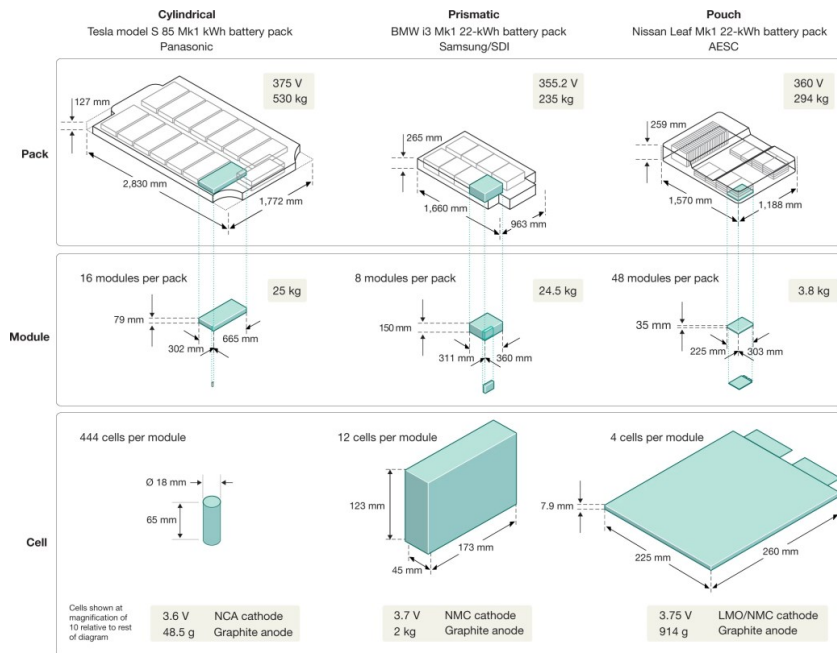 Cylindrical
Tesla model S 85 Mk1 kWh battery pack
Panasonic
Prismatic
BMW i3 Mk1 22-kWh battery pack
Samsung/SDI
Pouch
Nissan Leaf Mk1 22-kWh battery pack
AESC
Pack
375 V
530 kg
127 mm
2,830 mm
1,772 mm
355.2 V
235 kg
265 mm
1,660 mm
963 mm
360 V
294 kg
259 mm
1,570 mm
1,188 mm
Module
16 modules per pack
25 kg
79 mm
302 mm
665 mm
8 modules per pack
24.5 kg
150 mm
311 mm
360 mm
48 modules per pack
3.8 kg
35 mm
225 mm
303 mm
Cell
444 cells per module
Ø 18 mm
65 mm
12 cells per module
123 mm
45 mm
173 mm
4 cells per module
7.9 mm
225 mm
260 mm
Cells shown at
magnification of
10 relative to rest
of diagram
3.6 V NCA cathode
48.5 g Graphite anode
3.7 V NMC cathode
2 kg Graphite anode
3.75 V LMO/NMC cathode
914 g Graphite anode